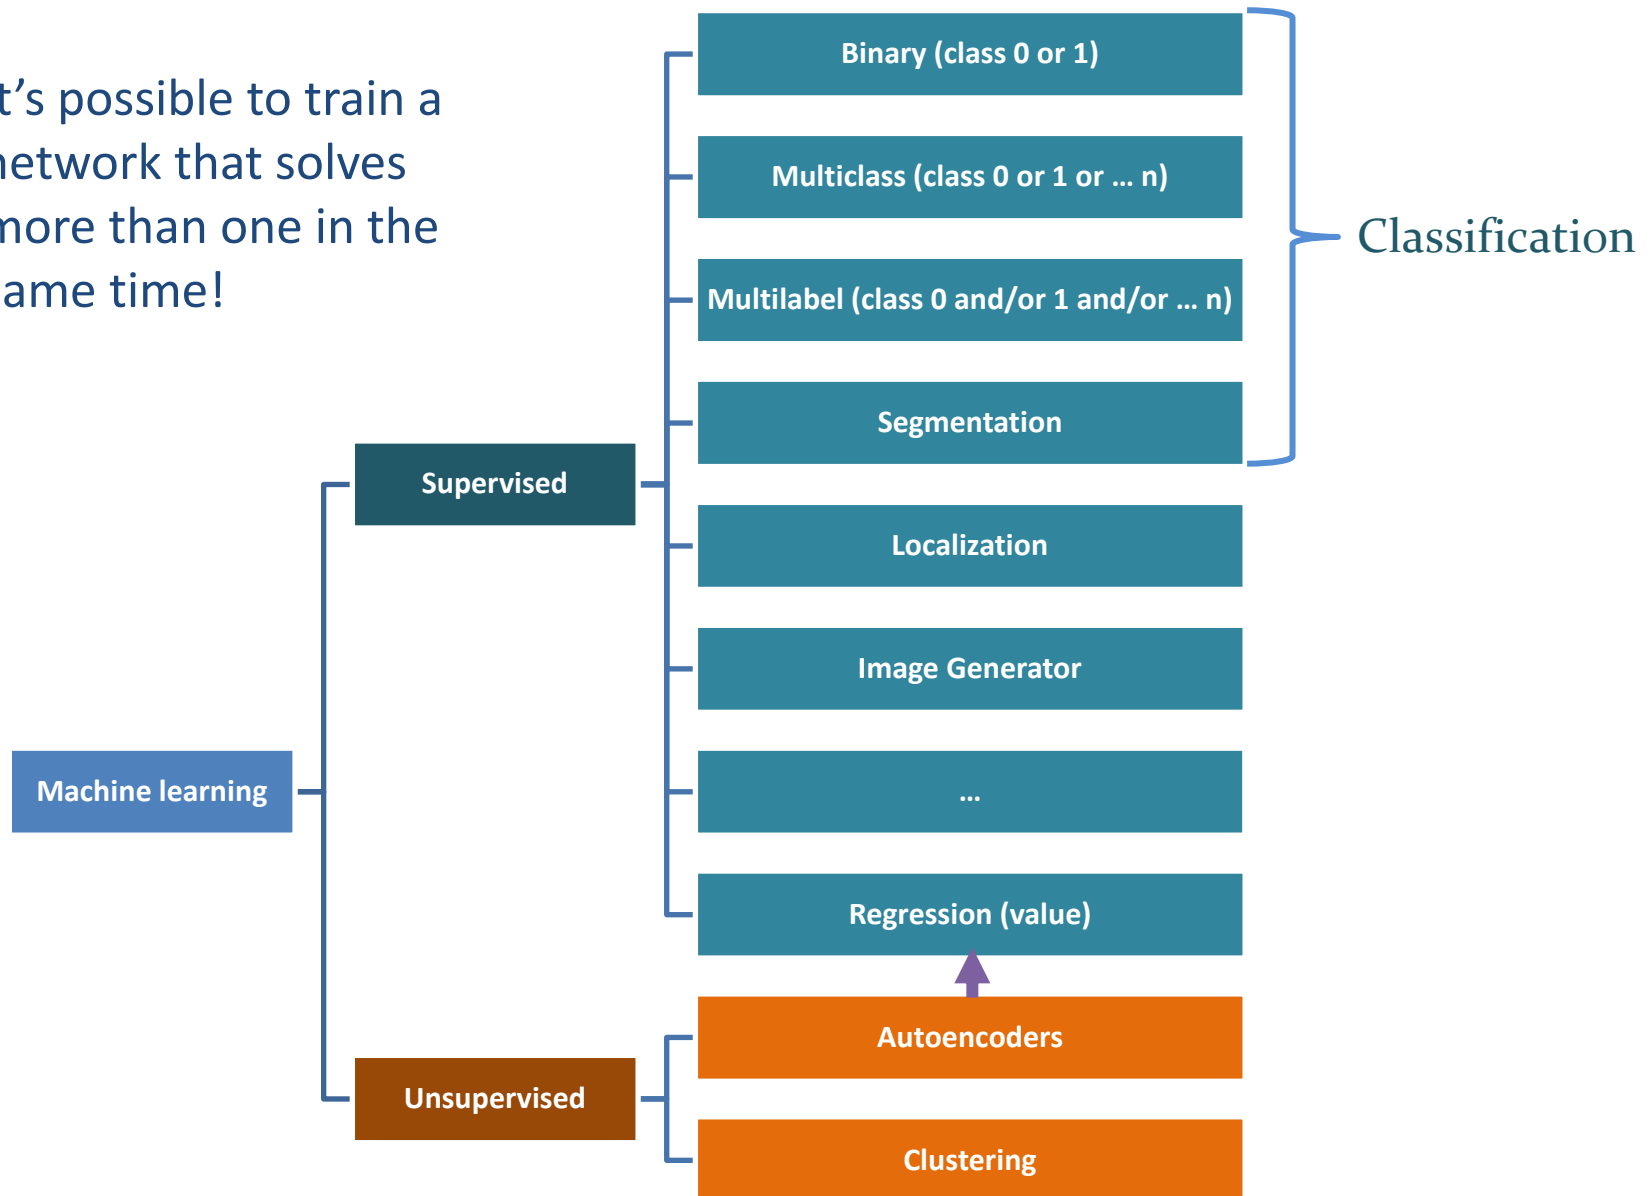 t’s possible to train a
network that solves
more than one in the
ame time!
Binary (class 0 or 1)
Multiclass (class 0 or 1 or ... n)
Multilabel (class 0 and/or 1 and/or ... n)
Segmentation
Classification
Supervised
Localization
Image Generator
Machine learning
...
Regression (value)
Autoencoders
Unsupervised
Clustering